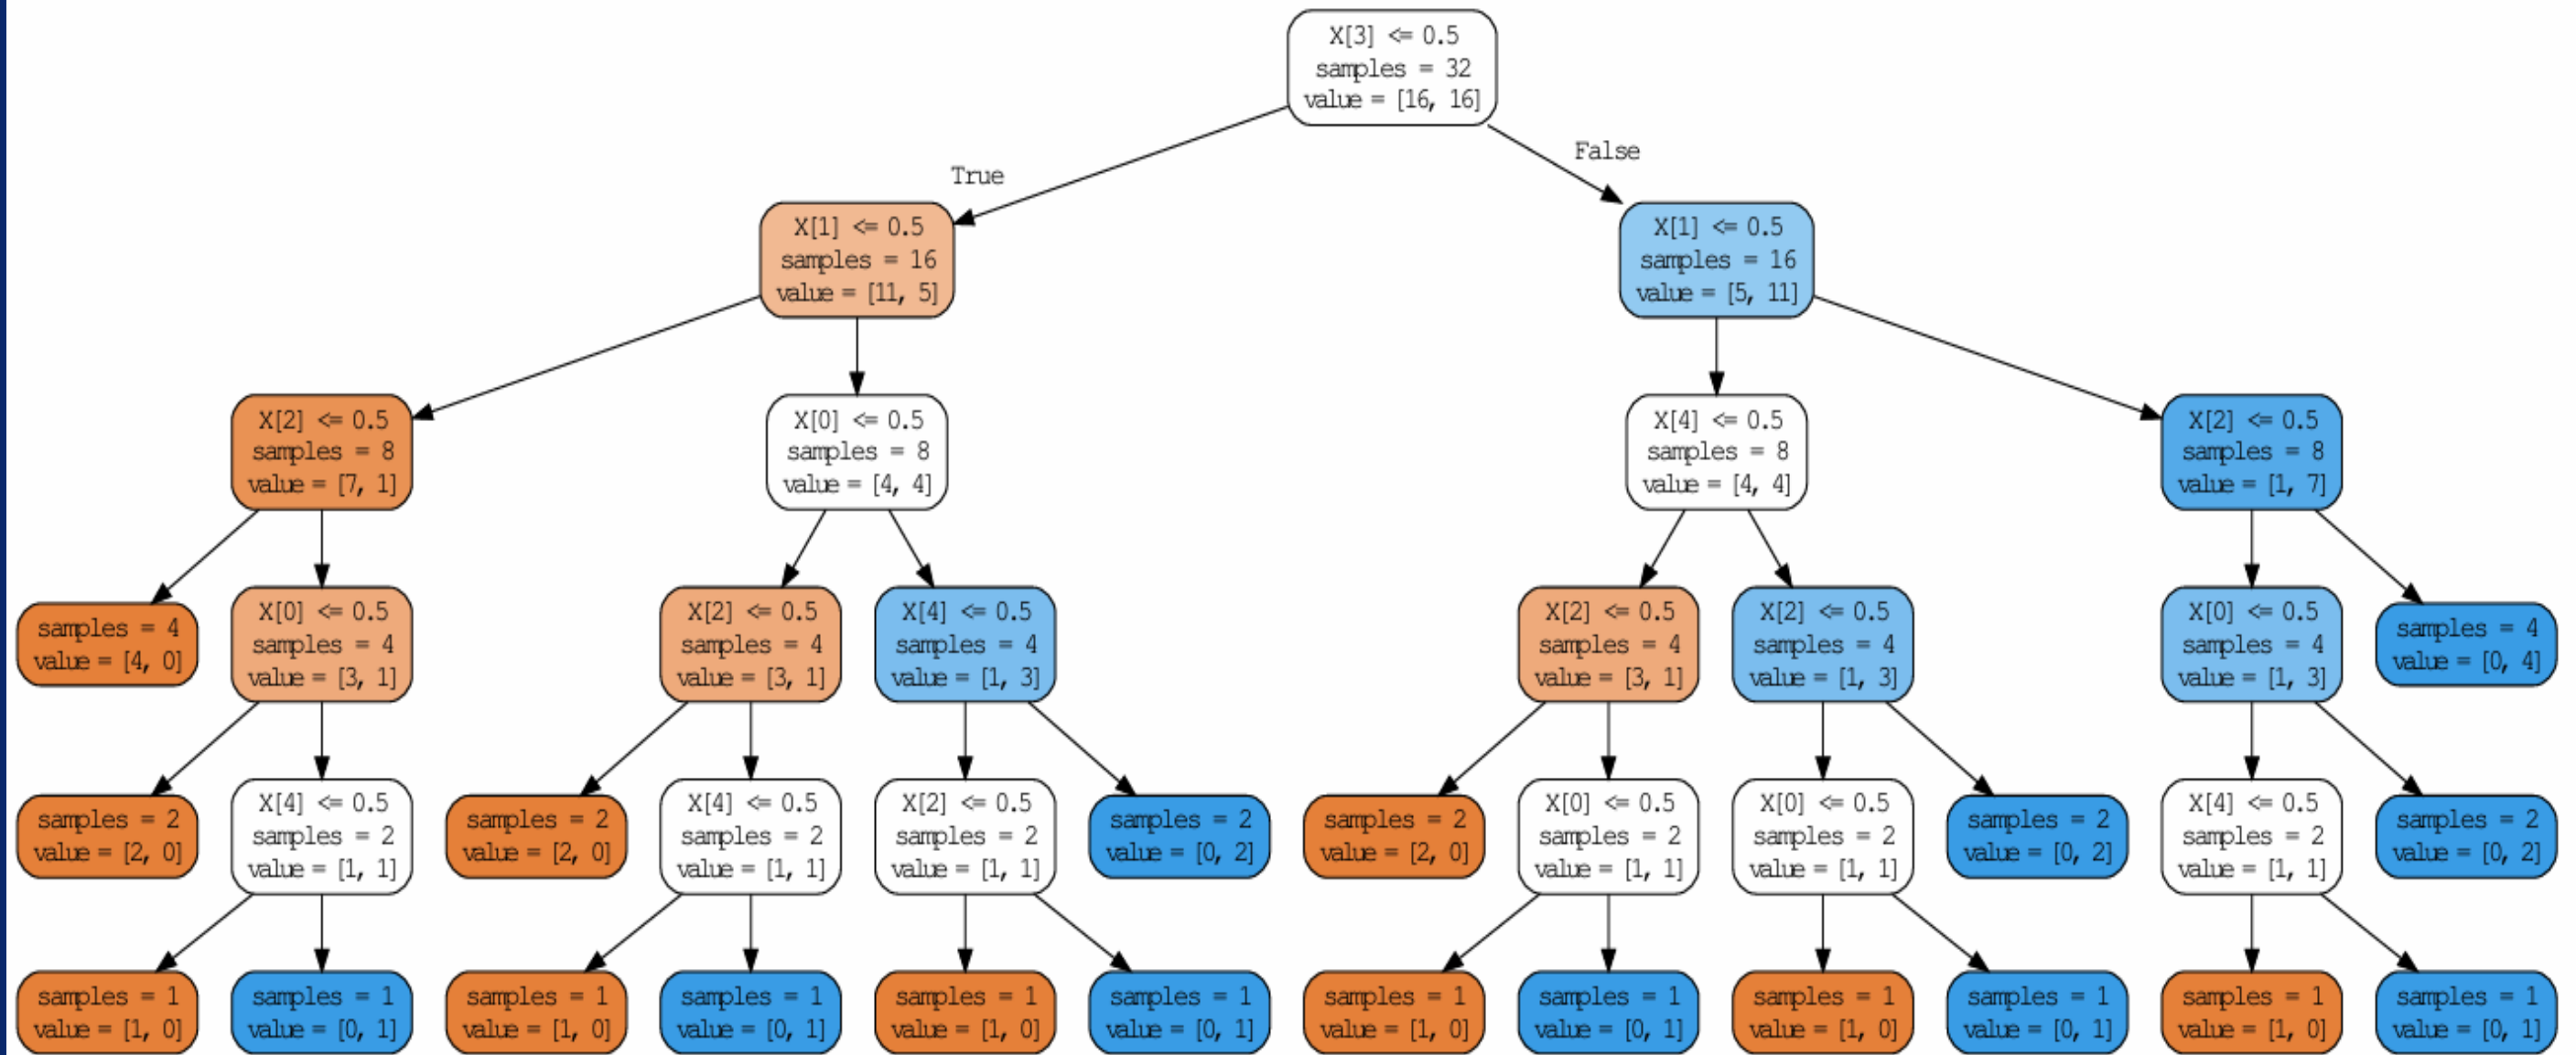 X[3] <= 0.5
samples = 32
value = [16, 16]
True
False
X[1] <= 0.5
samples = 16
value = [11, 5]
X[1] <= 0.5
samples = 16
value = [5, 11]
X[2] <= 0.5
samples = 8
value = [7, 1]
X[0] <= 0.5
samples = 8
value = [4, 4]
X[4] <= 0.5
samples = 8
value = [4, 4]
X[2] <= 0.5
samples = 8
value = [1, 7]
samples = 4
value = [4, 0]
X[0] <= 0.5
samples = 4
value = [3, 1]
X[2] <= 0.5
samples = 4
value = [3, 1]
X[4] <= 0.5
samples = 4
value = [1, 3]
X[2] <= 0.5
samples = 4
value = [3, 1]
X[2] <= 0.5
samples = 4
value = [1, 3]
X[0] <= 0.5
samples = 4
value = [1, 3]
samples = 4
value = [0, 4]
samples = 2
value = [2, 0]
X[4] <= 0.5
samples = 2
value = [1, 1]
samples = 2
value = [2, 0]
X[4] <= 0.5
samples = 2
value = [1, 1]
X[2] <= 0.5
samples = 2
value = [1, 1]
samples = 2
value = [0, 2]
samples = 2
value = [2, 0]
X[0] <= 0.5
samples = 2
value = [1, 1]
X[0] <= 0.5
samples = 2
value = [1, 1]
samples = 2
value = [0, 2]
X[4] <= 0.5
samples = 2
value = [1, 1]
samples = 2
value = [0, 2]
samples = 1
value = [1, 0]
samples = 1
value = [0, 1]
samples = 1
value = [1, 0]
samples = 1
value = [0, 1]
samples = 1
value = [1, 0]
samples = 1
value = [0, 1]
samples = 1
value = [1, 0]
samples = 1
value = [0, 1]
samples = 1
value = [1, 0]
samples = 1
value = [0, 1]
samples = 1
value = [1, 0]
samples = 1
value = [0, 1]